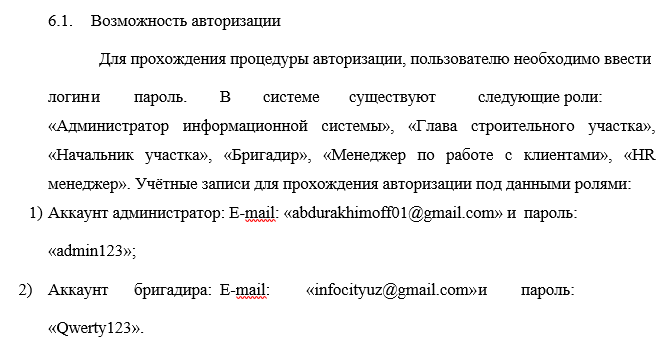 6.1. Возможность авторизации
Для прохождения процедуры авторизации, пользователю необходимо ввести
логин и пароль. В системе существуют следующие роли:
«Администратор информационной системы», «Глава строительного участка»,
«Начальник участка», «Бригадир», «Менеджер по работе с клиентами», «HR
менеджер». Учётные записи для прохождения авторизации под данными ролями:
1) Аккаунт администратор: E-mail: «abdurakhimoff01@gmail.com» и пароль:
«admin123»;
2) Аккаунт бригадира: E-mail: «infocityuz@gmail.com»и пароль:
«Qwerty123».